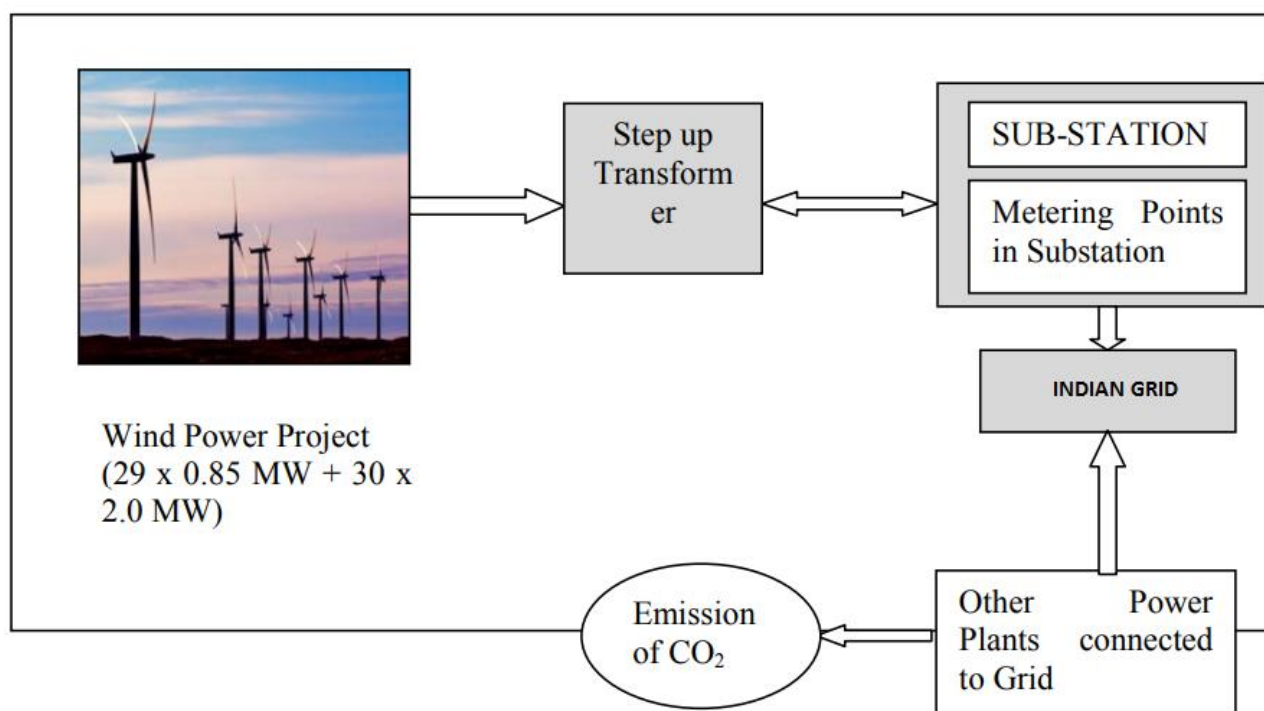 Step up
Transform
er
SUB-STATION
Metering Points
in Substation
INDIAN GRID
Wind Power Project
(29 x 0.85 MW + 30 x
2.0 MW)
Emission
of CO₂
Other Power
Plants connected
to Grid